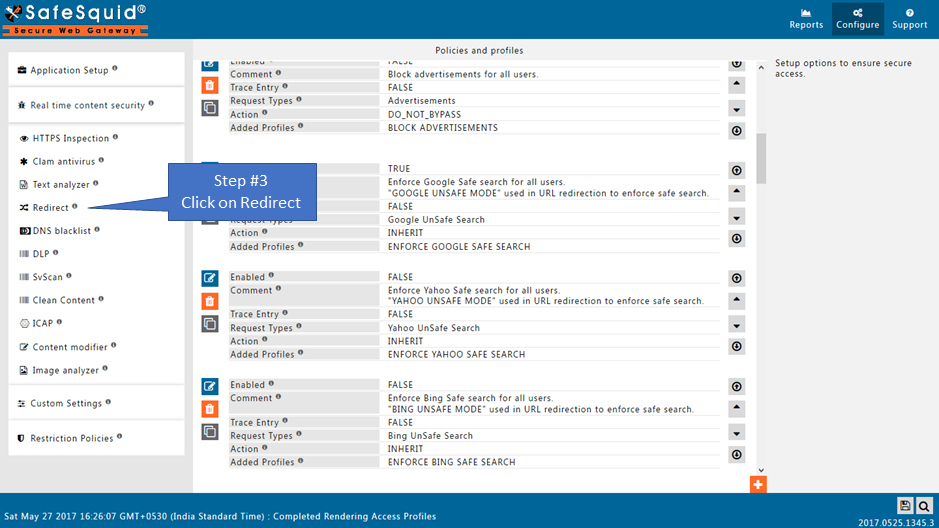 SafeSquid®
Secure Web Gateway
Reports
Configure
Support
Policies and profiles
Setup options to ensure secure
access.
Application Setup
Real time content security
HTTPS Inspection
Clam antivirus
Text analyzer
Redirect
DNS blacklist
DLP
SvScan
Clean Content
ICAP
Content modifier
Image analyzer
Custom Settings
Restriction Policies
Step #3
Click on Redirect
Enabled FALSE
Comment Block advertisements for all users.
Trace Entry FALSE
Request Types Advertisements
Action DO_NOT_BYPASS
Added Profiles BLOCK ADVERTISEMENTS
TRUE
Enforce Google Safe search for all users.
"GOOGLE UNSAFE MODE" used in URL redirection to enforce safe search.
FALSE
Request Types Google UnSafe Search
Action INHERIT
Added Profiles ENFORCE GOOGLE SAFE SEARCH
Enabled FALSE
Comment Enforce Yahoo Safe search for all users.
"YAHOO UNSAFE MODE" used in URL redirection to enforce safe search.
Trace Entry FALSE
Request Types Yahoo UnSafe Search
Action INHERIT
Added Profiles ENFORCE YAHOO SAFE SEARCH
Enabled FALSE
Comment Enforce Bing Safe search for all users.
"BING UNSAFE MODE" used in URL redirection to enforce safe search.
Trace Entry FALSE
Request Types Bing UnSafe Search
Action INHERIT
Added Profiles ENFORCE BING SAFE SEARCH
Sat May 27 2017 16:26:07 GMT+0530 (India Standard Time) : Completed Rendering Access Profiles
2017.0525.1345.3